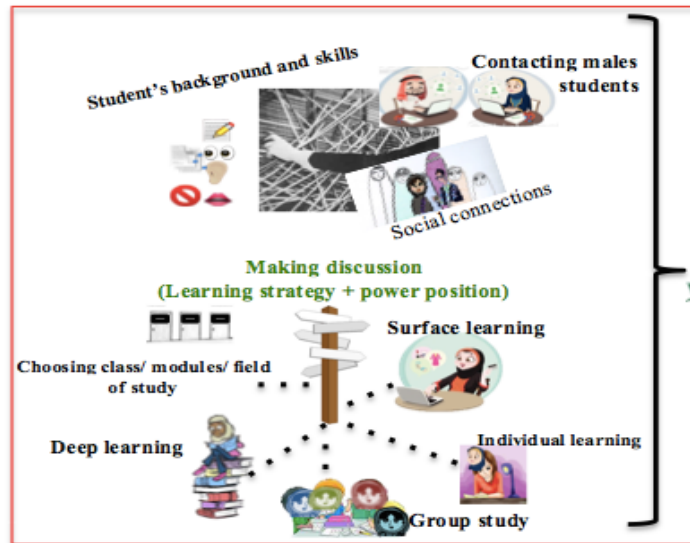 Contacting males
students
Student's background and skills
Social connections
Making discussion
(Learning strategy + power position)
Surface learning
Choosing class/ modules/ field
of study
Deep learning
Individual learning
Group study